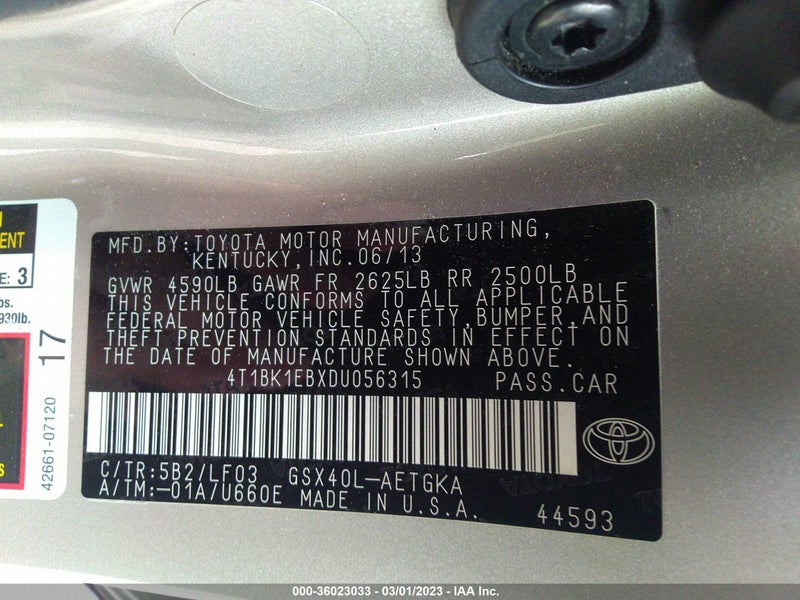 MFD.BY:TOYOTA MOTOR MANUFACTURING,
KENTUCKY,INC.06/13
GVWR 4590LB GAWR FR 2625LB RR 2500LB
THIS VEHICLE CONFORMS TO ALL APPLICABLE
FEDERAL MOTOR VEHICLE SAFETY,BUMPER,AND
THEFT PREVENTION STANDARDS IN EFFECT ON
THE DATE OF MANUFACTURE SHOWN ABOVE.
4T1BK1EBXDU056315 PASS.CAR
C/TR:5B2/LF03 GSX40L-AETGKA
A/TM:-01A/U660E MADE IN U.S.A.
44593
E: 3
930lb.
17
42661-07120
000-36023033 — 03/01/2023 — IAA Inc.